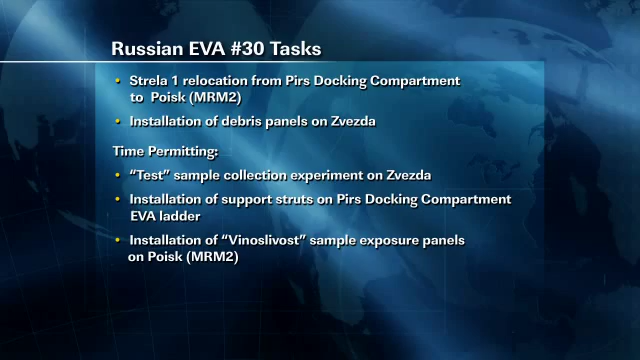 Russian EVA #30 Tasks
• Strela 1 relocation from Pirs Docking Compartment
to Poisk (MRM2)
• Installation of debris panels on Zvezda
Time Permitting:
• “Test” sample collection experiment on Zvezda
• Installation of support struts on Pirs Docking Compartment
EVA ladder
• Installation of “Vinoslivost” sample exposure panels
on Poisk (MRM2)